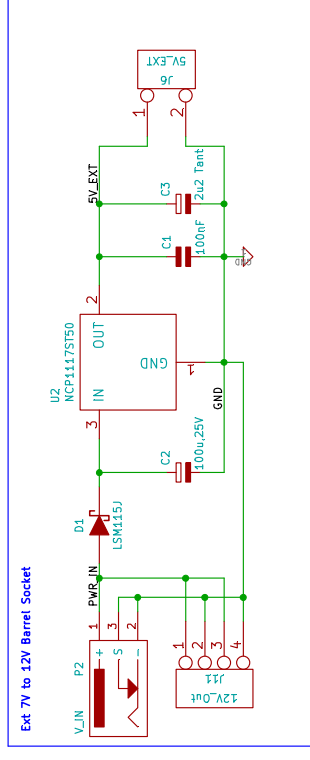 J6
5V_EXT
1
2
5V_EXT
C3
2u2 Tant
C1
100nF
GND
2
OUT
GND
1
IN
U2
NCP1117ST50
3
GND
C2
100u,25V
D1
LSM115J
PWR_IN
1
3
2
+
S
-
P2
V_IN
1
2
3
4
J11
12V_Out
Ext 7V to 12V Barrel Socket